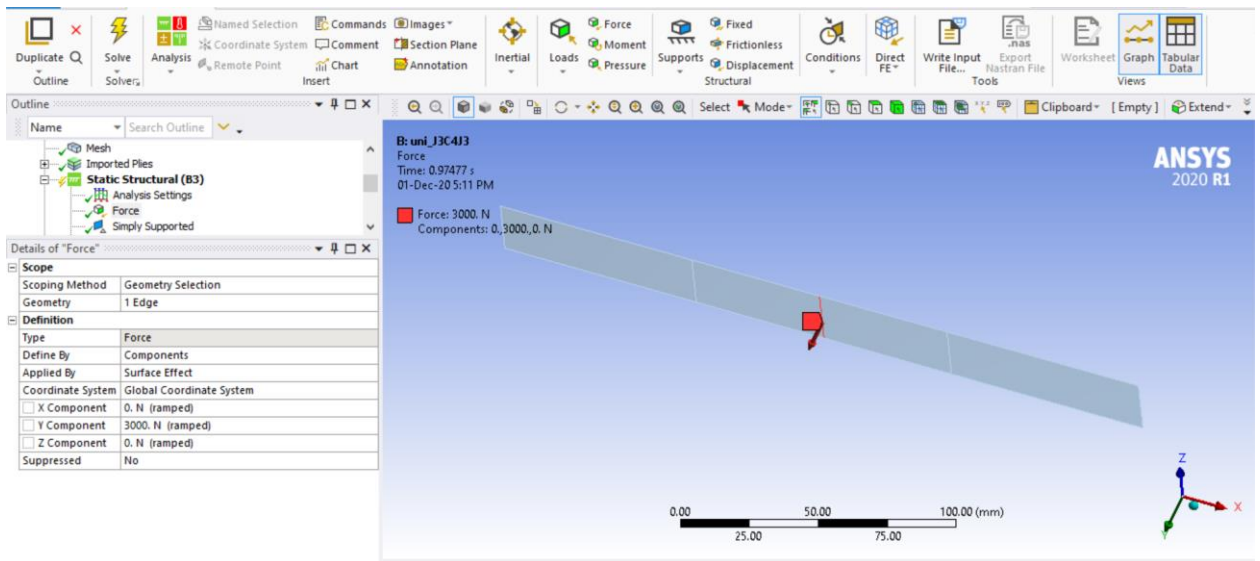 Duplicate
Outline
Solve
Solver
Analysis
Named Selection
Coordinate System
Remote Point
Commands
Comment
Chart
Images
Section Plane
Annotation
Insert
Inertial
Loads
Force
Moment
Pressure
Supports
Fixed
Frictionless
Displacement
Conditions
Structural
Direct FE
Write Input File...
Export Nastran File
.nas
Tools
Worksheet
Graph
Tabular Data
Views
Outline
Name
Search Outline
Mesh
Imported Plies
Static Structural (B3)
Analysis Settings
Force
Simply Supported
Select
Mode
Clipboard
[Empty]
Extend
Details of "Force"
Scope
Scoping Method Geometry Selection
Geometry 1 Edge
Definition
Type Force
Define By Components
Applied By Surface Effect
Coordinate System Global Coordinate System
X Component 0. N (ramped)
Y Component 3000. N (ramped)
Z Component 0. N (ramped)
Suppressed No
B: uni_J3C4J3
Force
Time: 0.97477 s
01-Dec-20 5:11 PM
Force: 3000. N
Components: 0.,3000.,0. N
ANSYS
2020 R1
0.00 50.00 100.00 (mm)
25.00 75.00
Z
X
Y